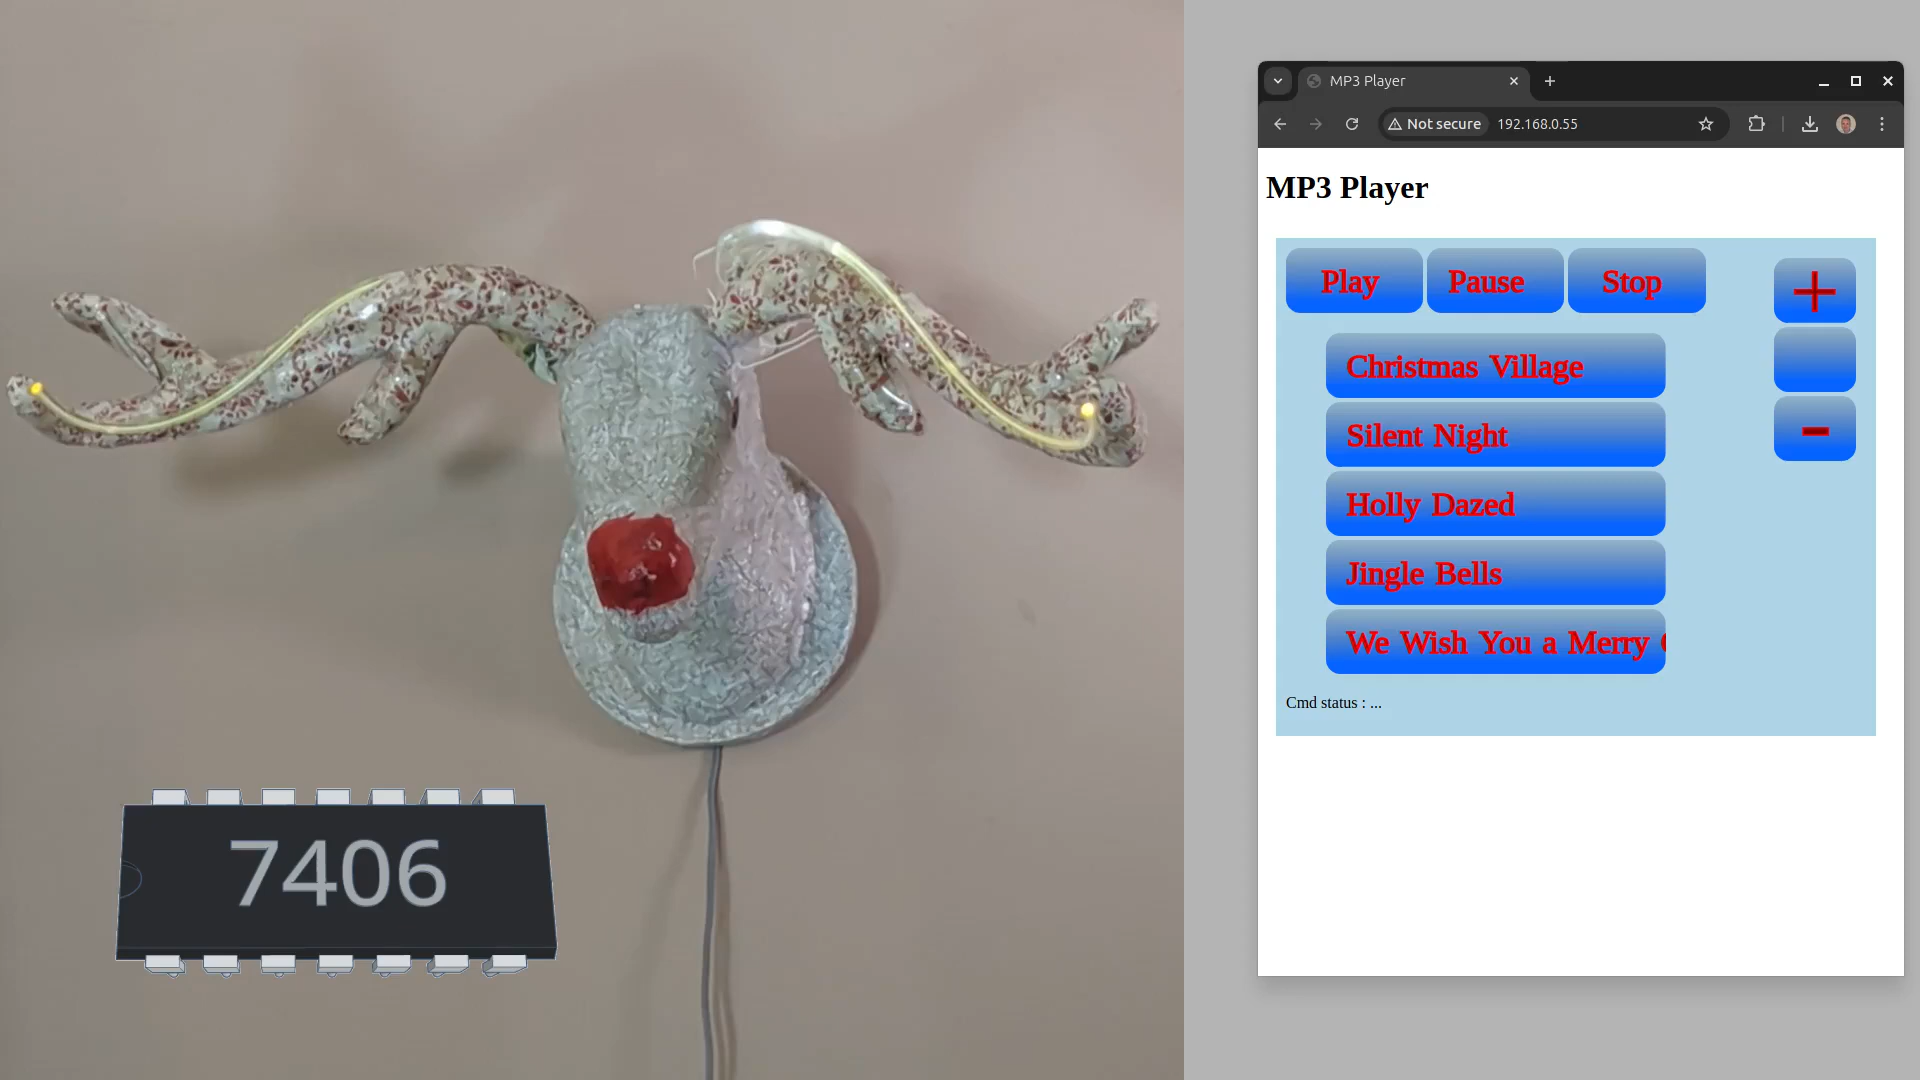 MP3 Player
Not secure 192.168.0.55
MP3 Player
Play Pause Stop +
Christmas Village
Silent Night -
Holly Dazed
Jingle Bells
We Wish You a Merry
Cmd status : ...
7406